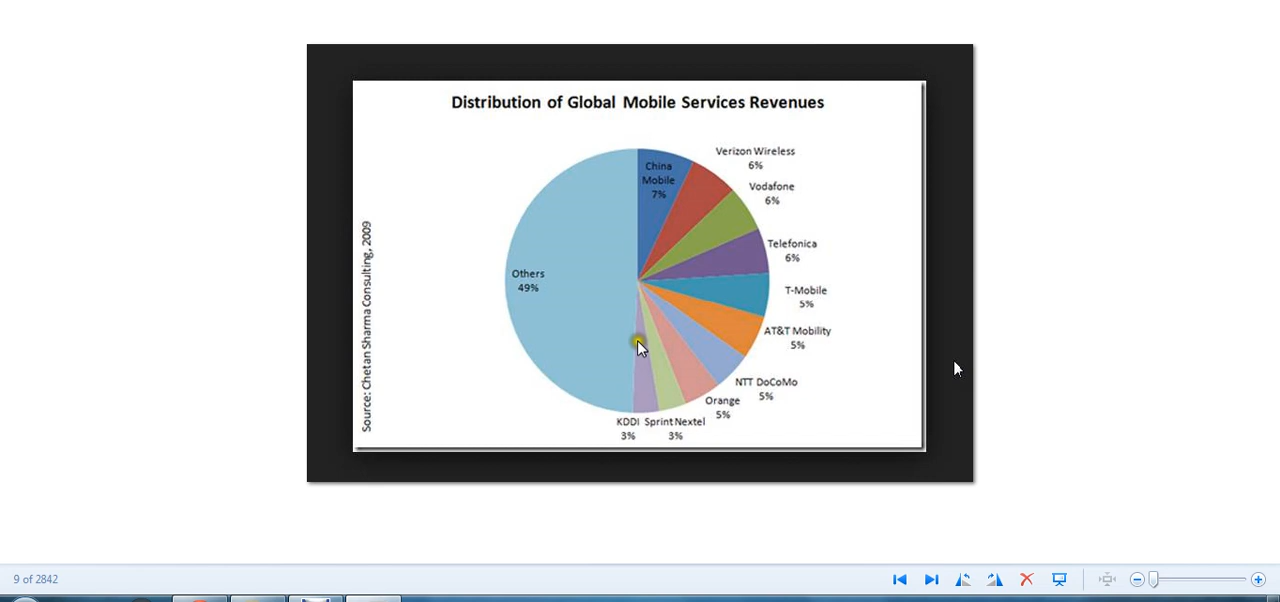 Distribution of Global Mobile Services Revenues
China
Mobile
7%
Verizon Wireless
6%
Vodafone
6%
Telefonica
6%
T-Mobile
5%
AT&T Mobility
5%
NTT DoCoMo
5%
Orange
5%
Sprint Nextel
3%
KDDI
3%
Others
49%
Source: Chetan Sharma Consulting, 2009
9 of 2842